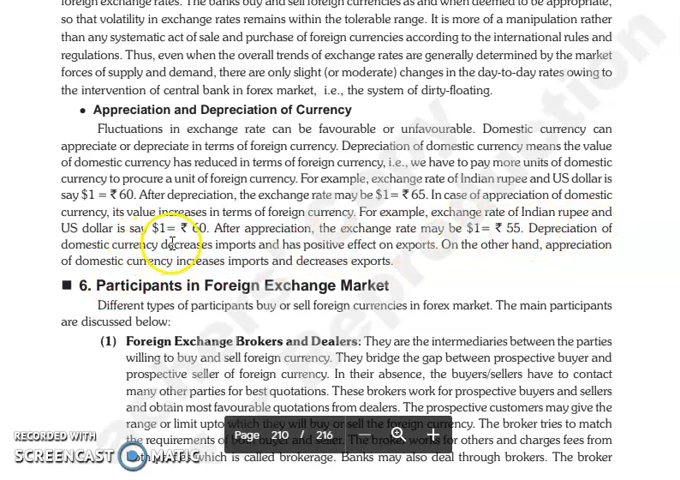 foreign exchange rates. The banks buy and sell foreign currencies as and when deemed to be appropriate,
so that volatility in exchange rates remains within the tolerable range. It is more of a manipulation rather
than any systematic act of sale and purchase of foreign currencies according to the international rules and
regulations. Thus, even when the overall trends of exchange rates are generally determined by the market
forces of supply and demand, there are only slight (or moderate) changes in the day-to-day rates owing to
the intervention of central bank in forex market, i.e., the system of dirty-floating.
• Appreciation and Depreciation of Currency
Fluctuations in exchange rate can be favourable or unfavourable. Domestic currency can
appreciate or depreciate in terms of foreign currency. Depreciation of domestic currency means the value
of domestic currency has reduced in terms of foreign currency, i.e., we have to pay more units of domestic
currency to procure a unit of foreign currency. For example, exchange rate of Indian rupee and US dollar is
say $1 = ₹ 60. After depreciation, the exchange rate may be $1= ₹ 65. In case of appreciation of domestic
currency, its value increases in terms of foreign currency. For example, exchange rate of Indian rupee and
US dollar is say $1= ₹ 60. After appreciation, the exchange rate may be $1= ₹ 55. Depreciation of
domestic currency decreases imports and has positive effect on exports. On the other hand, appreciation
of domestic currency increases imports and decreases exports.
■ 6. Participants in Foreign Exchange Market
Different types of participants buy or sell foreign currencies in forex market. The main participants
are discussed below:
(1) Foreign Exchange Brokers and Dealers: They are the intermediaries between the parties
willing to buy and sell foreign currency. They bridge the gap between prospective buyer and
prospective seller of foreign currency. In their absence, the buyers/sellers have to contact
many other parties for best quotations. These brokers work for prospective buyers and sellers
and obtain most favourable quotations from dealers. The prospective customers may give the
range or limit upto which they will buy or sell the foreign currency. The broker tries to match
the requirements of both buyer and seller. The broker works for others and charges fees from
which is called brokerage. Banks may also deal through brokers. The broker
Page 210 / 216
RECORDED WITH
SCREENCAST MATIC